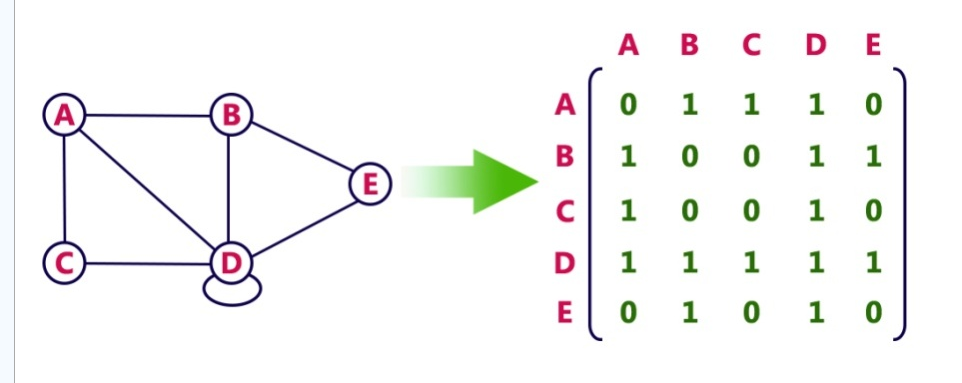 A B E C D
A B C D E
A 0 1 1 1 0
B 1 0 0 1 1
C 1 0 0 1 0
D 1 1 1 1 1
E 0 1 0 1 0